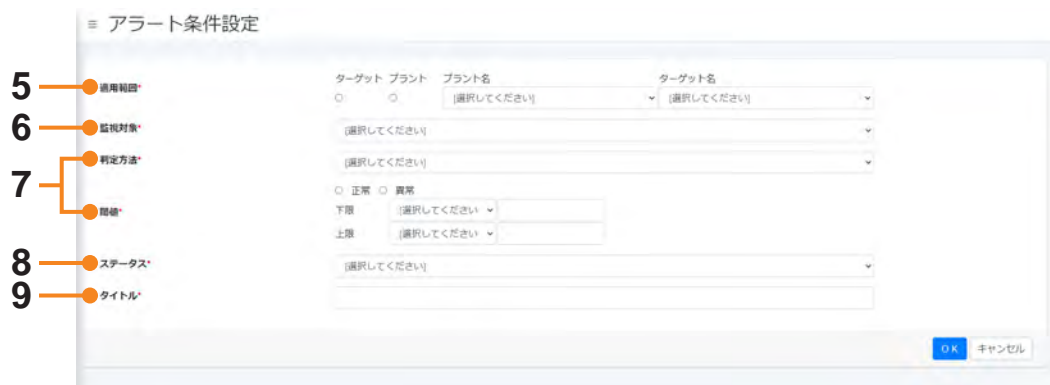 ≡ アラート条件設定
ターゲット プラント プラント名 ターゲット名
5 適用範囲* [選択してください] [選択してください]
6 監視対象* [選択してください]
7 判定方法* [選択してください]
正常 異常
閾値* 下限 [選択してください
上限 [選択してください
8 ステータス* [選択してください]
9 タイトル*
OK キャンセル